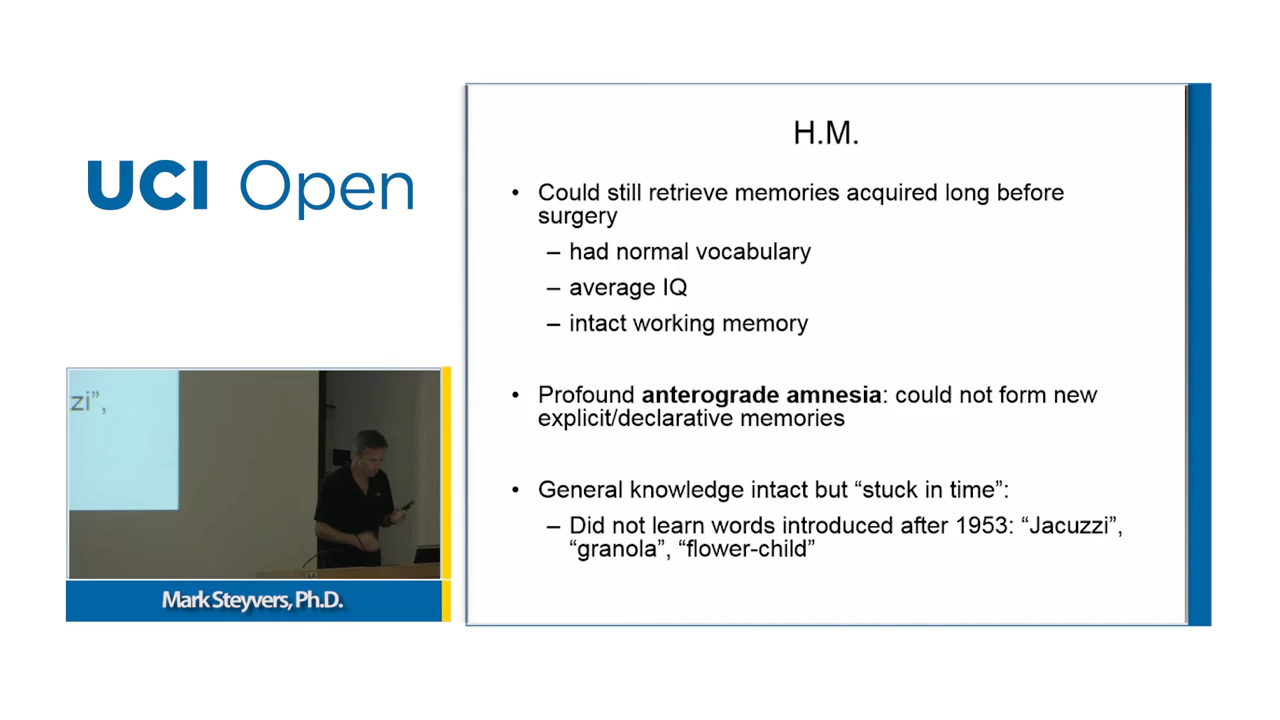 UCI Open
H.M.
• Could still retrieve memories acquired long before
surgery
– had normal vocabulary
– average IQ
– intact working memory
• Profound anterograde amnesia: could not form new
explicit/declarative memories
• General knowledge intact but “stuck in time”:
– Did not learn words introduced after 1953: “Jacuzzi”,
“granola”, “flower-child”
zi”,
Mark Steyvers, Ph.D.